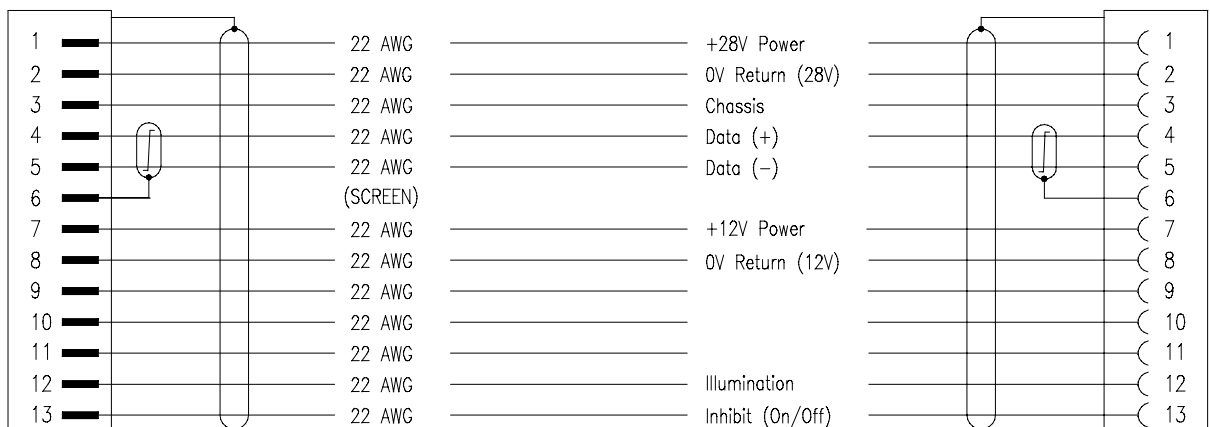 1 22 AWG +28V Power 1
2 22 AWG 0V Return (28V) 2
3 22 AWG Chassis 3
4 22 AWG Data (+) 4
5 22 AWG Data (-) 5
6 (SCREEN) 6
7 22 AWG +12V Power 7
8 22 AWG 0V Return (12V) 8
9 22 AWG 9
10 22 AWG 10
11 22 AWG 11
12 22 AWG Illumination 12
13 22 AWG Inhibit (On/Off) 13